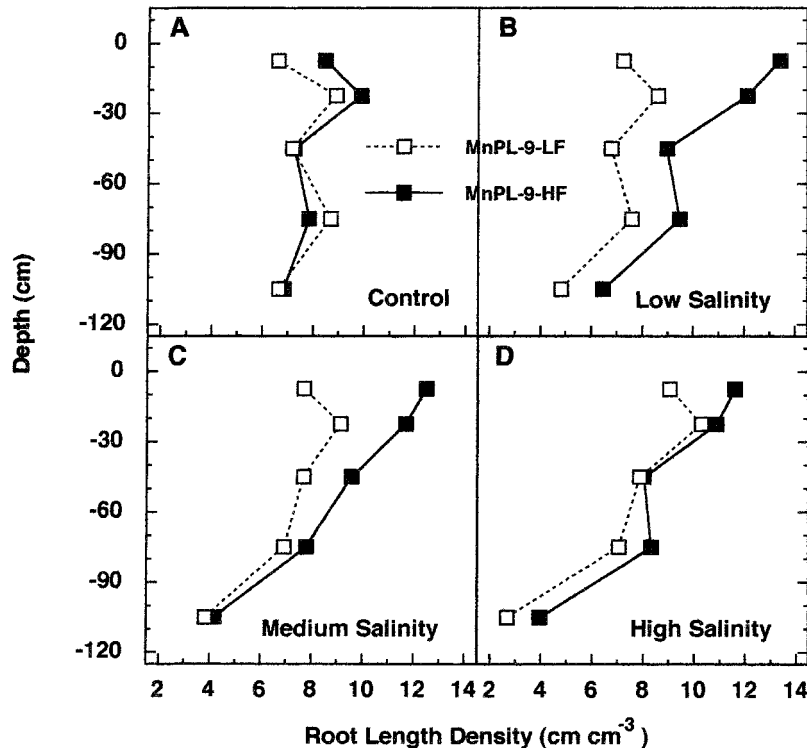 A
B
0
-30
-60
-90
-120
MnPL-9-LF
MnPL-9-HF
Control
Low Salinity
Depth (cm)
C
D
0
-30
-60
-90
-120
Medium Salinity
High Salinity
2 4 6 8 10 12 14 2 4 6 8 10 12 14
Root Length Density (cm cm⁻³)